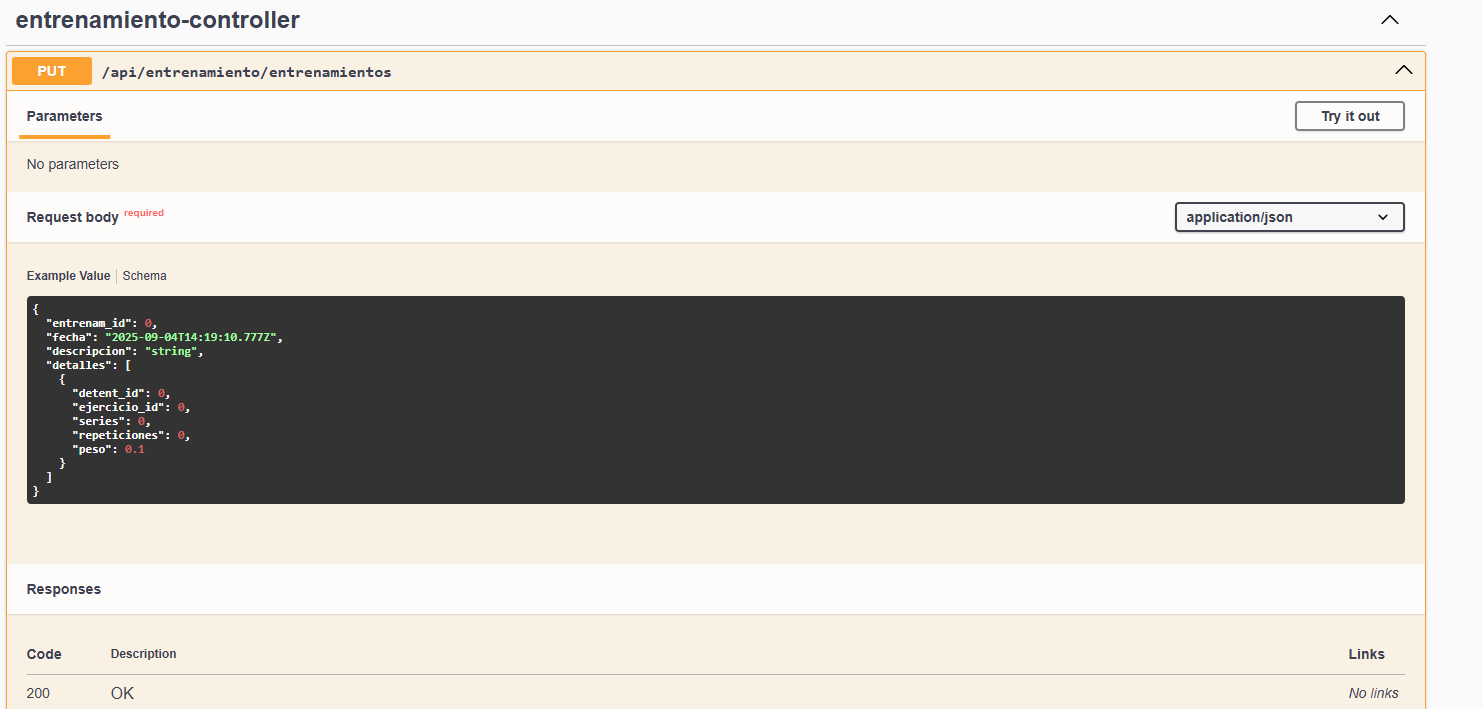 entrenamiento-controller
PUT /api/entrenamiento/entrenamientos
Parameters Try it out
No parameters
Request body required application/json
Example Value Schema
{
  "entrenam_id": 0,
  "fecha": "2025-09-04T14:19:10.777Z",
  "descripcion": "string",
  "detalles": [
    {
      "detent_id": 0,
      "ejercicio_id": 0,
      "series": 0,
      "repeticiones": 0,
      "peso": 0.1
    }
  ]
}
Responses
Code Description Links
200 OK No links